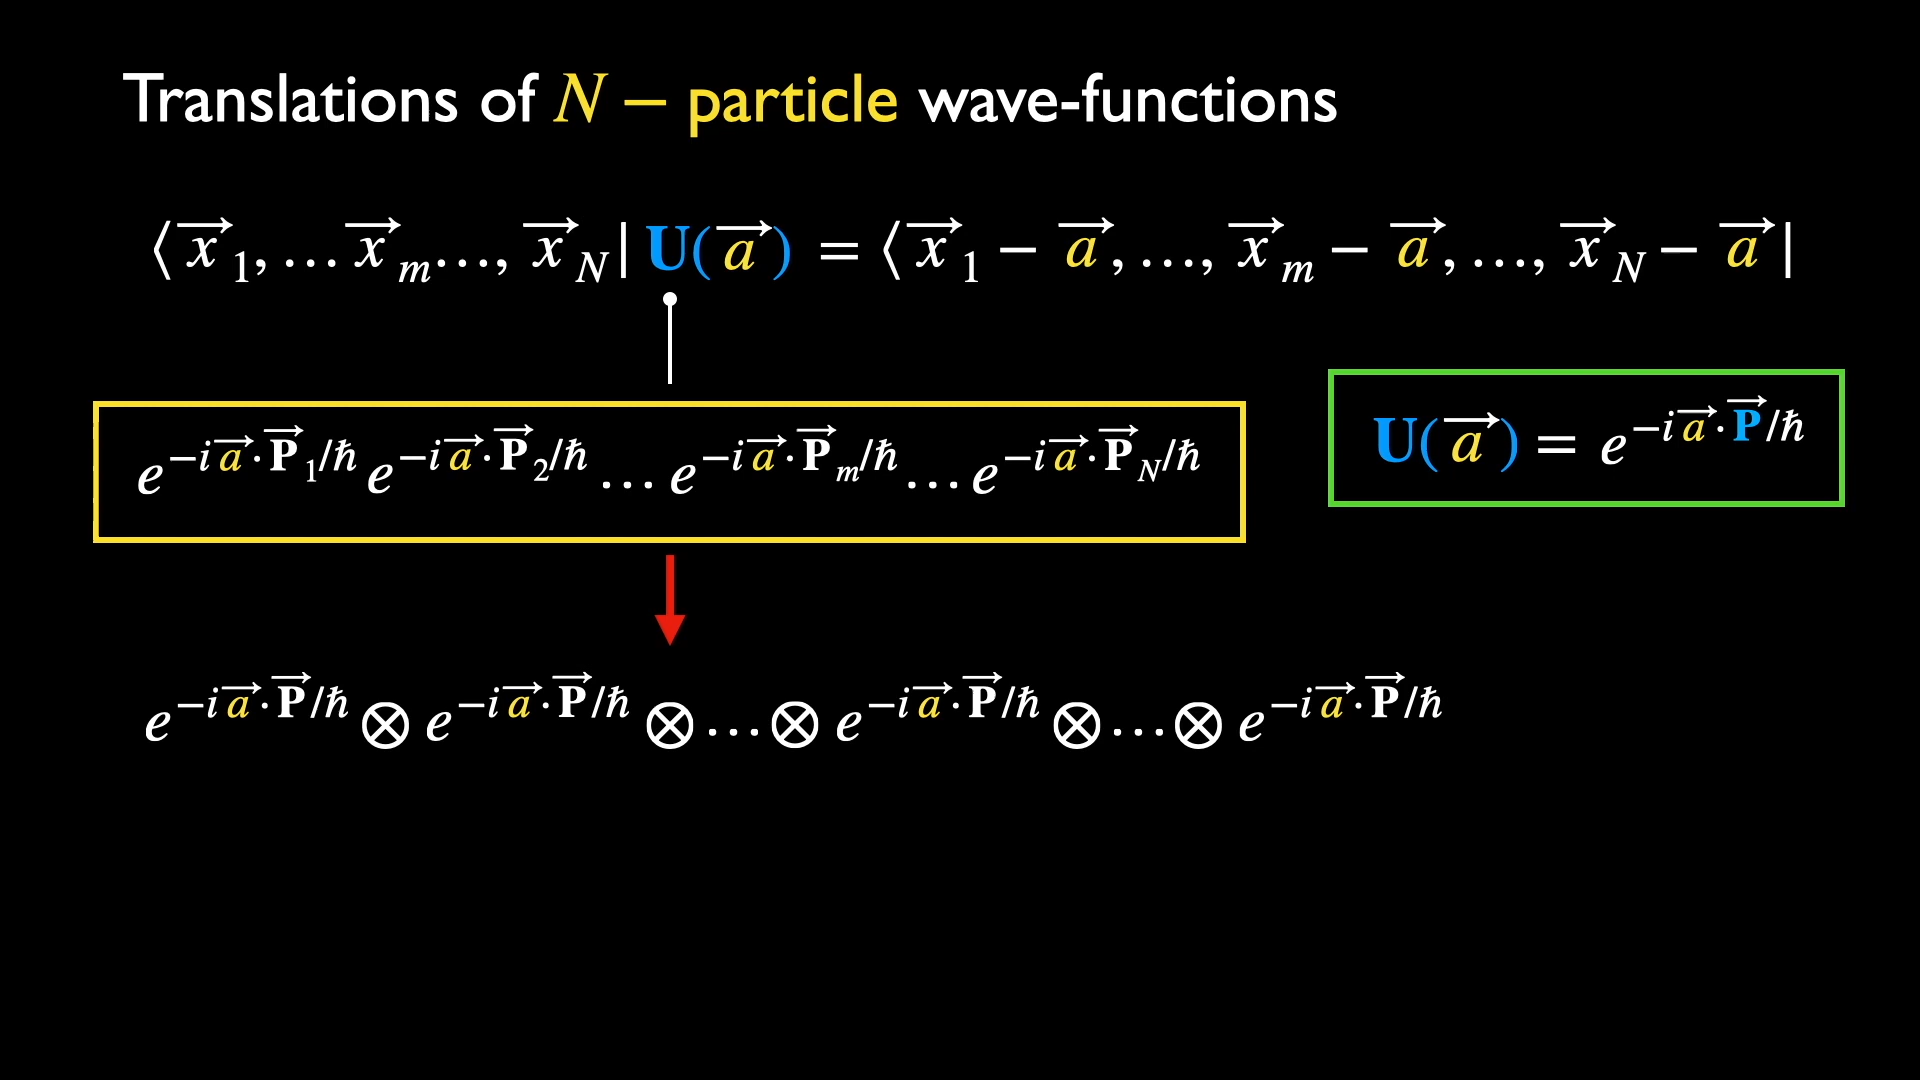 Translations of N – particle wave-functions
⟨x⃗₁, … x⃗ₘ…, x⃗_N| U(a⃗) = ⟨x⃗₁ − a⃗, …, x⃗ₘ − a⃗, …, x⃗_N − a⃗|
e^{−i a⃗·P⃗₁/ℏ} e^{−i a⃗·P⃗₂/ℏ} … e^{−i a⃗·P⃗ₘ/ℏ} … e^{−i a⃗·P⃗_N/ℏ}
U(a⃗) = e^{−i a⃗·P⃗/ℏ}
e^{−i a⃗·P⃗/ℏ} ⊗ e^{−i a⃗·P⃗/ℏ} ⊗ … ⊗ e^{−i a⃗·P⃗/ℏ} ⊗ … ⊗ e^{−i a⃗·P⃗/ℏ}